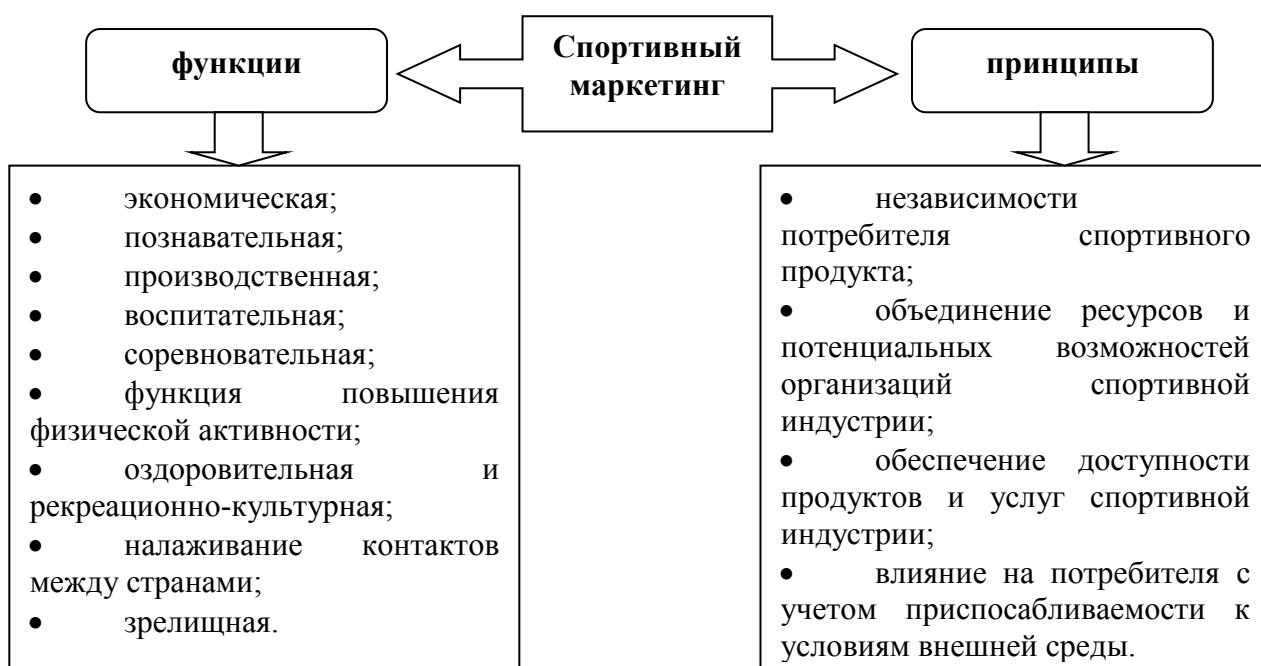 функции
Спортивный
маркетинг
принципы
• экономическая;
• познавательная;
• производственная;
• воспитательная;
• соревновательная;
• функция повышения
физической активности;
• оздоровительная и
рекреационно-культурная;
• налаживание контактов
между странами;
• зрелищная.
• независимости
потребителя спортивного
продукта;
• объединение ресурсов и
потенциальных возможностей
организаций спортивной
индустрии;
• обеспечение доступности
продуктов и услуг спортивной
индустрии;
• влияние на потребителя с
учетом приспосабливаемости к
условиям внешней среды.